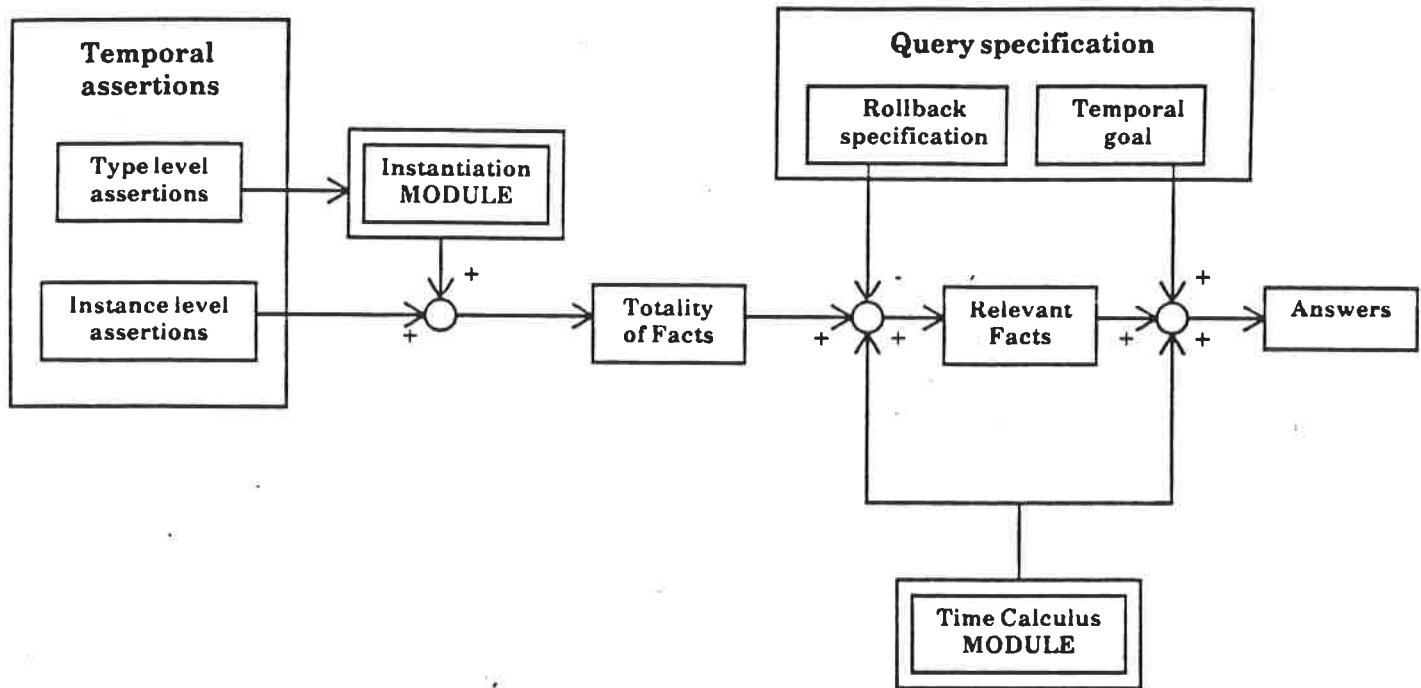 Temporal
assertions
Type level
assertions
Instance level
assertions
Instantiation
MODULE
+
+
Totality
of Facts
Query specification
Rollback
specification
Temporal
goal
-
+
+
Relevant
Facts
+
+
+
Answers
Time Calculus
MODULE